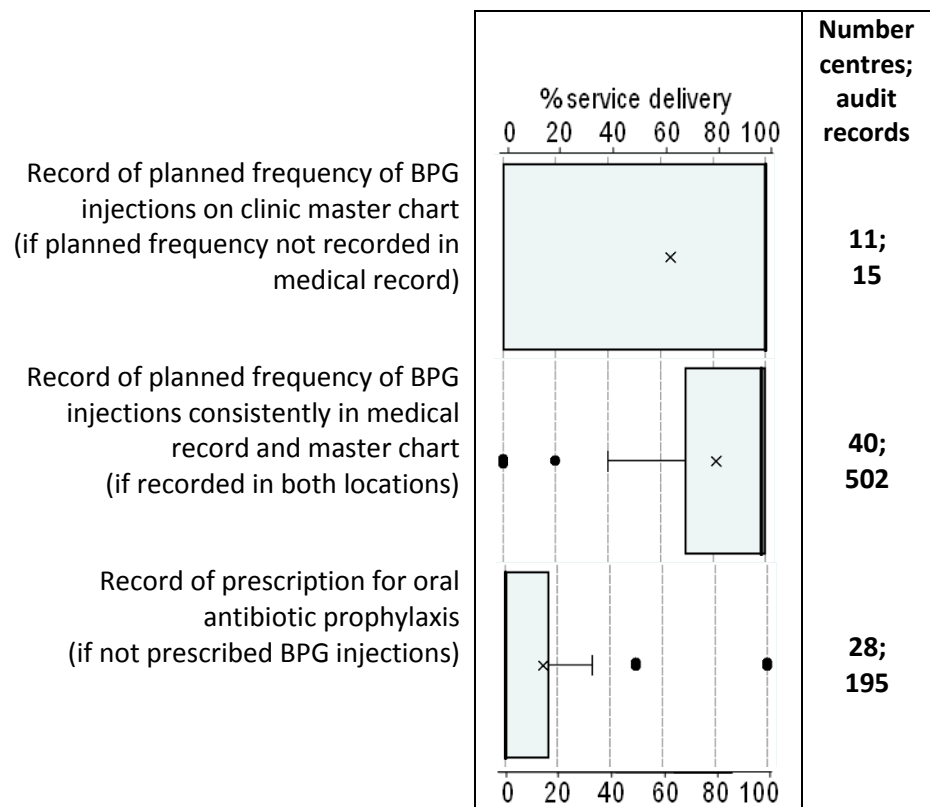 Number
centres;
audit
records
% service delivery
0 20 40 60 80 100
Record of planned frequency of BPG
injections on clinic master chart
(if planned frequency not recorded in
medical record)
11;
15
Record of planned frequency of BPG
injections consistently in medical
record and master chart
(if recorded in both locations)
40;
502
Record of prescription for oral
antibiotic prophylaxis
(if not prescribed BPG injections)
28;
195
0 20 40 60 80 100